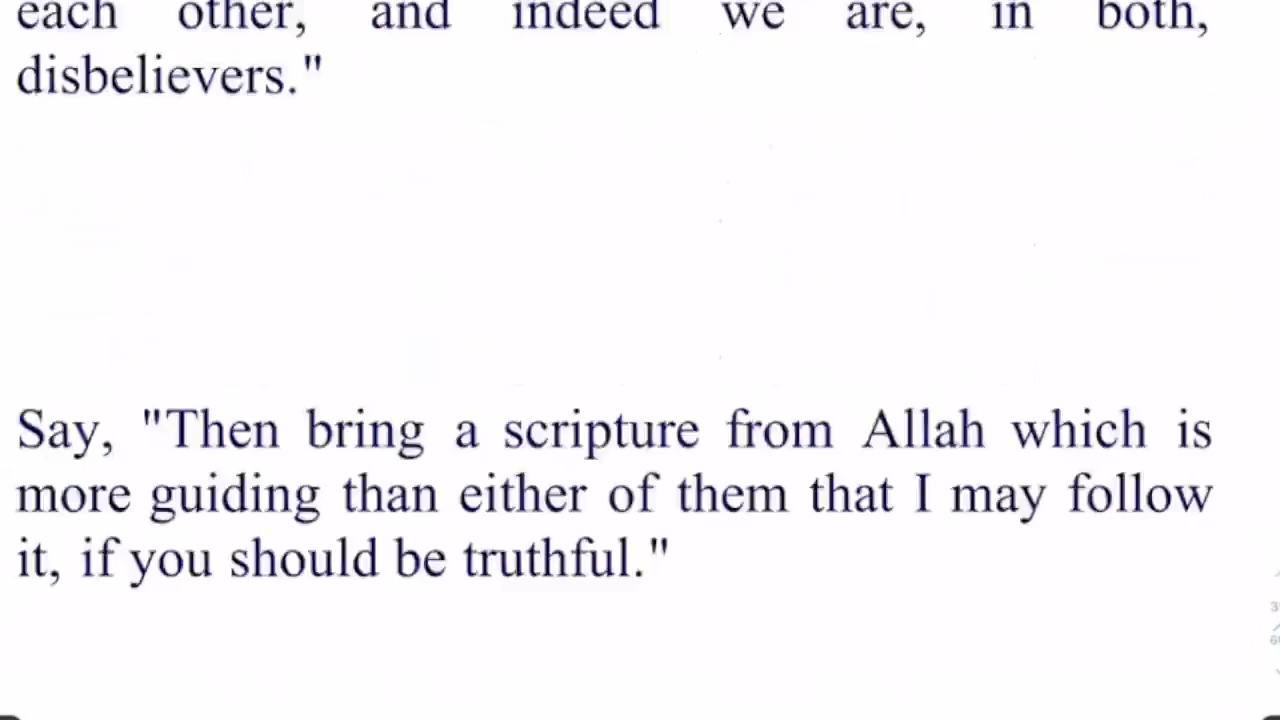 each other, and indeed we are, in both,
disbelievers."
Say, "Then bring a scripture from Allah which is
more guiding than either of them that I may follow
it, if you should be truthful."